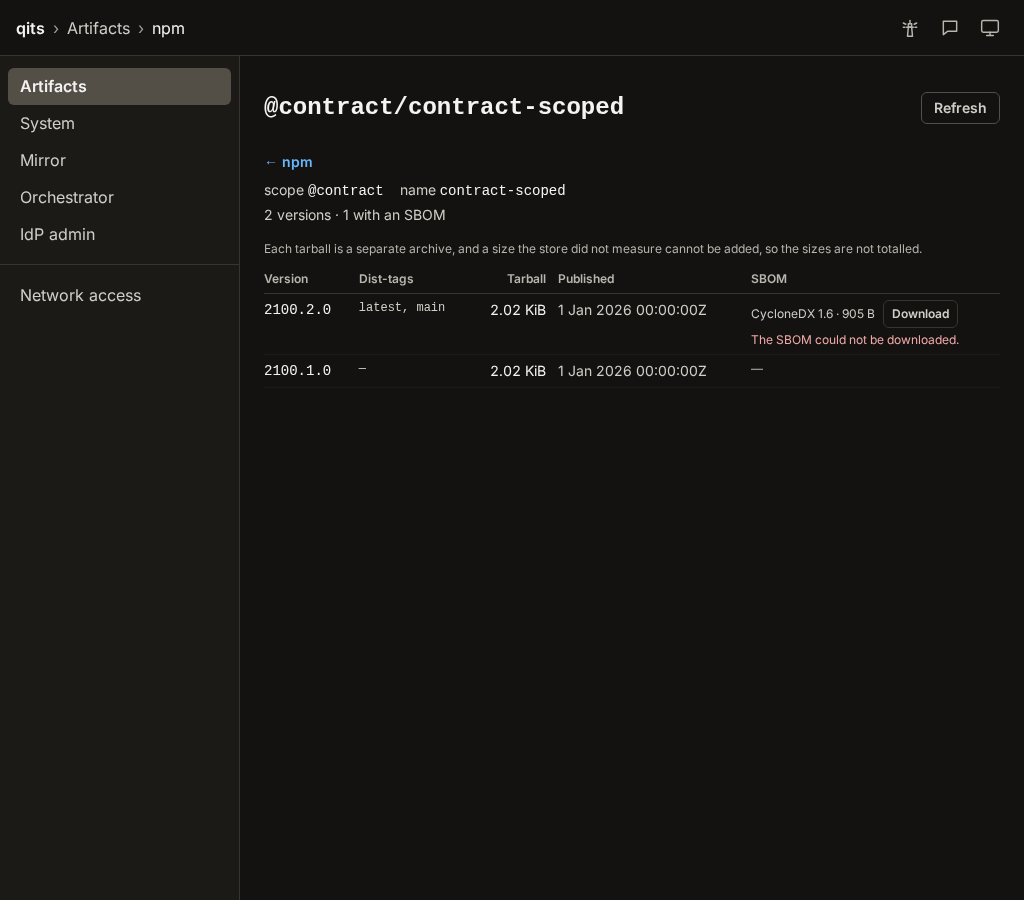 qits › Artifacts › npm
Artifacts
System
Mirror
Orchestrator
IdP admin
Network access
@contract/contract-scoped
Refresh
← npm
scope @contract name contract-scoped
2 versions · 1 with an SBOM
Each tarball is a separate archive, and a size the store did not measure cannot be added, so the sizes are not totalled.
Version Dist-tags Tarball Published SBOM
2100.2.0 latest, main 2.02 KiB 1 Jan 2026 00:00:00Z CycloneDX 1.6 · 905 B Download
The SBOM could not be downloaded.
2100.1.0 — 2.02 KiB 1 Jan 2026 00:00:00Z —